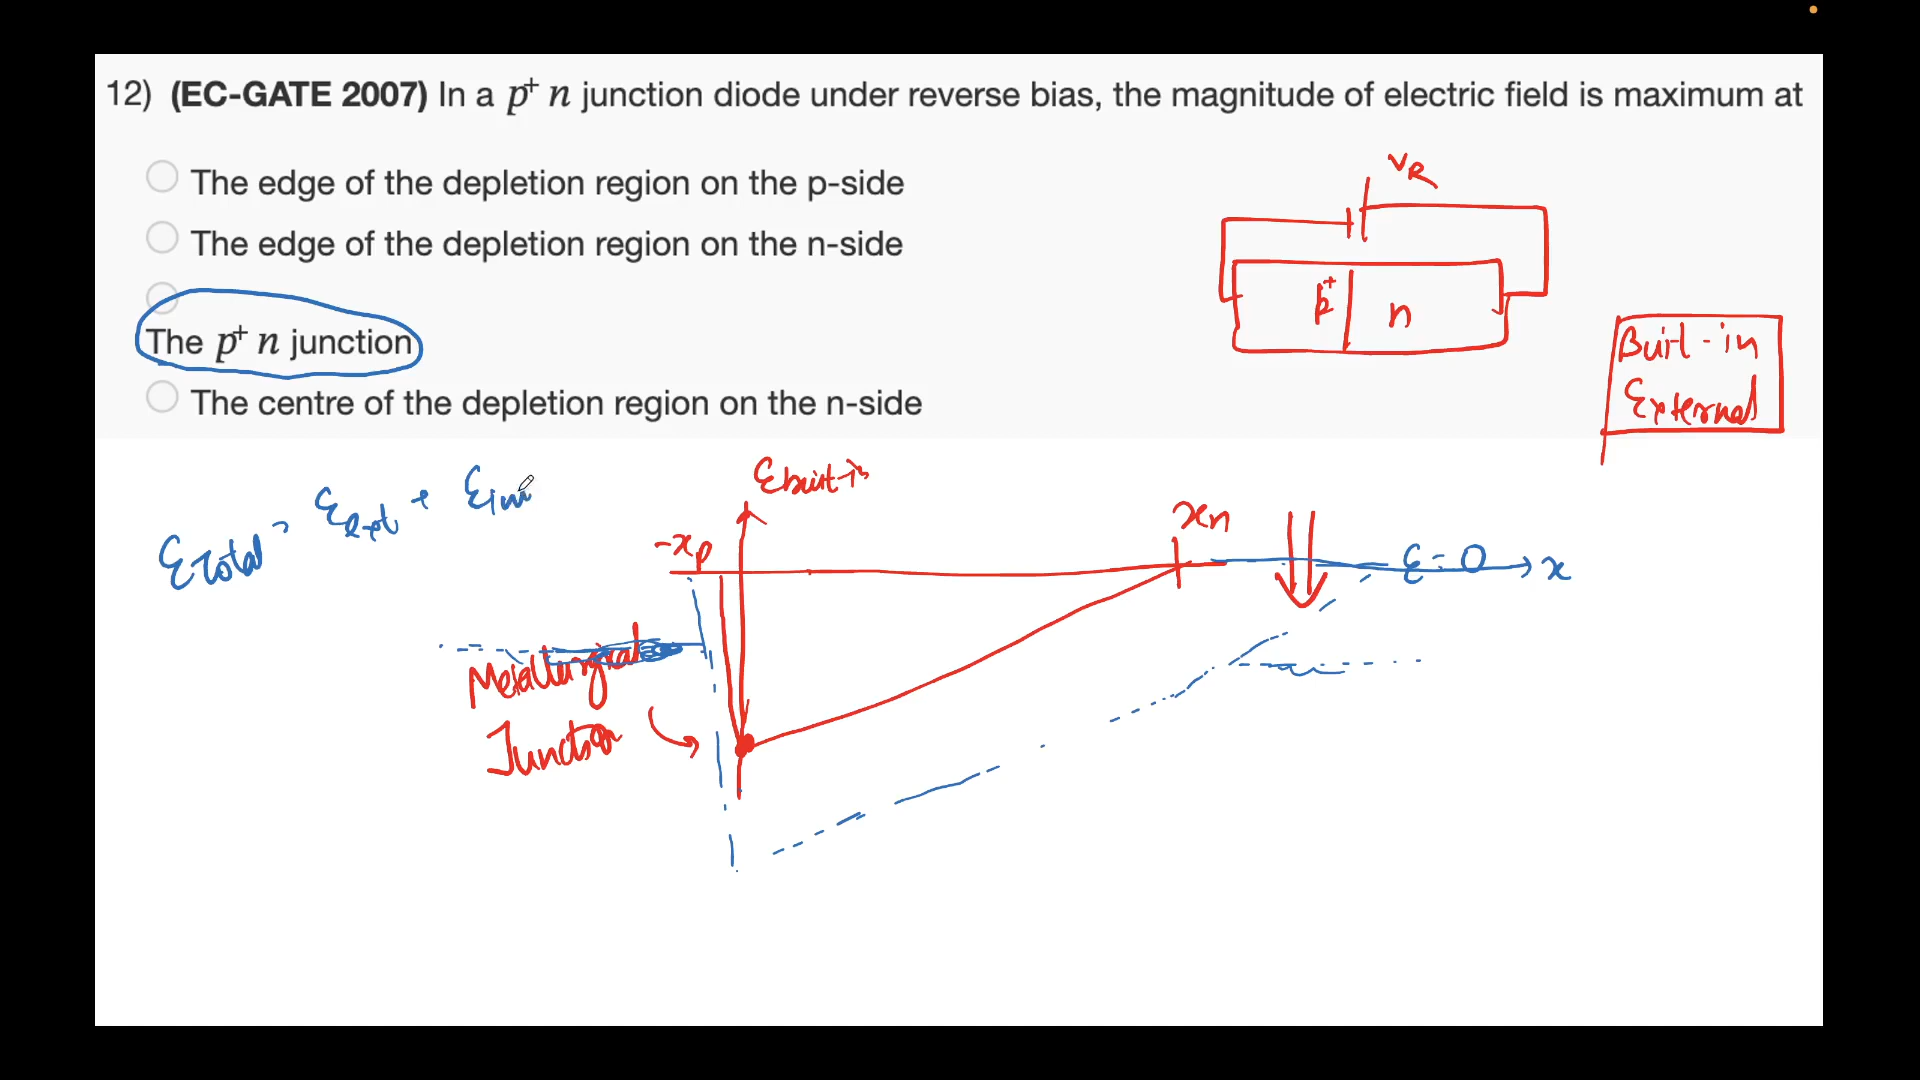 12) (EC-GATE 2007) In a p⁺ n junction diode under reverse bias, the magnitude of electric field is maximum at
The edge of the depletion region on the p-side
The edge of the depletion region on the n-side
The p⁺ n junction
The centre of the depletion region on the n-side
V_R
p⁺ n
Built-in
External
ℰ_built-in
ℰ_Total = ℰ_ext + ℰ_in
-x_p
x_n
ℰ = 0
x
Metallurgical
Junction